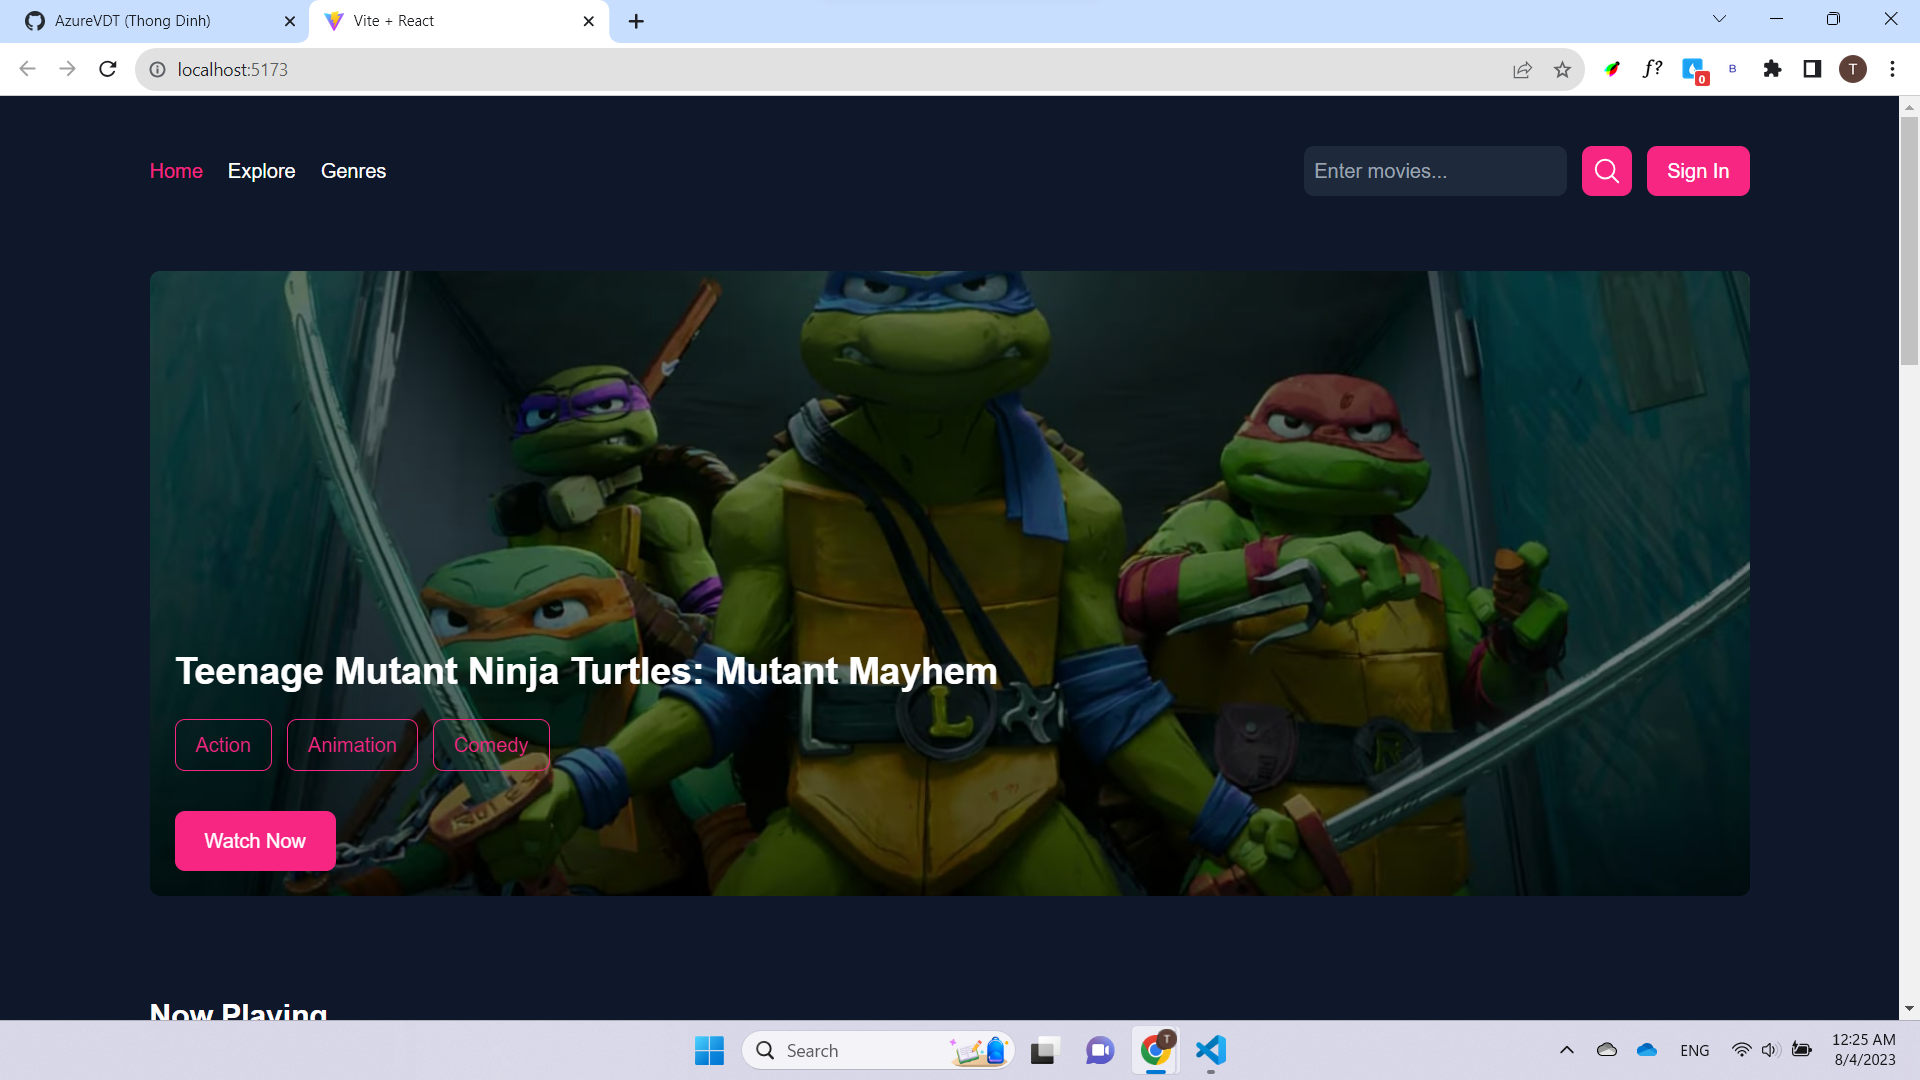 AzureVDT (Thong Dinh)
Vite + React
localhost:5173
f?
0
B
T
Home Explore Genres
Enter movies...
Sign In
L
Teenage Mutant Ninja Turtles: Mutant Mayhem
Action Animation Comedy
Watch Now
Now Playing
Search
T
ENG
12:25 AM
8/4/2023